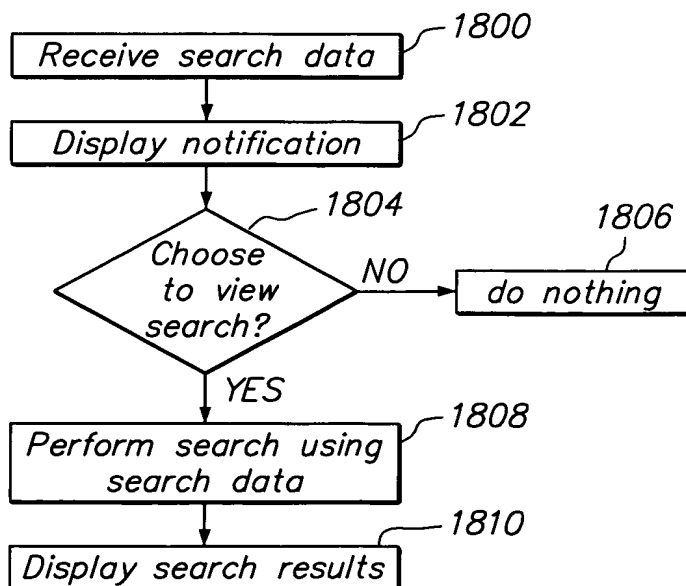 1800
Receive search data
1802
Display notification
1804
Choose
to view
search?
NO
1806
do nothing
YES
1808
Perform search using
search data
1810
Display search results